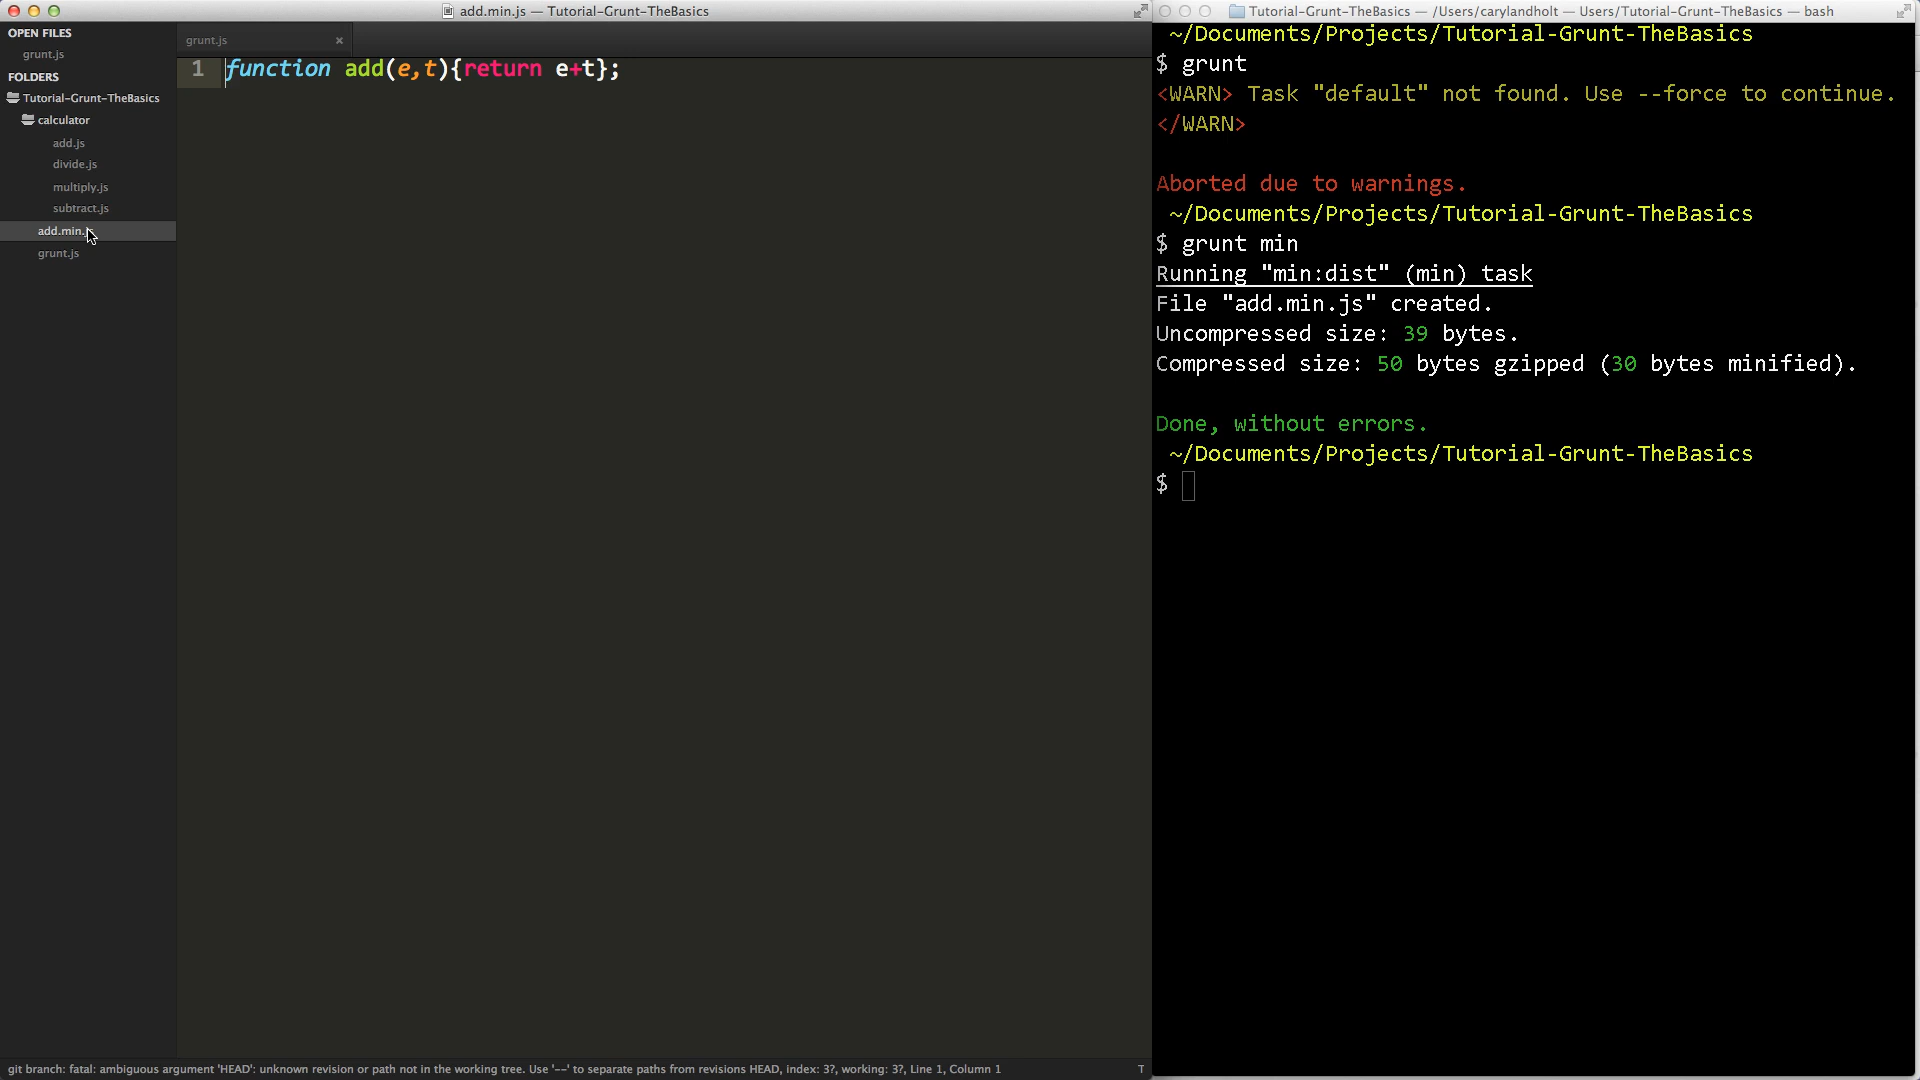 add.min.js — Tutorial-Grunt-TheBasics
OPEN FILES
grunt.js
FOLDERS
Tutorial-Grunt-TheBasics
calculator
add.js
divide.js
multiply.js
subtract.js
add.min.js
grunt.js
grunt.js ×
1 function add(e,t){return e+t};
git branch: fatal: ambiguous argument 'HEAD': unknown revision or path not in the working tree. Use '--' to separate paths from revisions HEAD, index: 3?, working: 3?, Line 1, Column 1 T
Tutorial-Grunt-TheBasics — /Users/carylandholt — Users/Tutorial-Grunt-TheBasics — bash
~/Documents/Projects/Tutorial-Grunt-TheBasics
$ grunt
<WARN> Task "default" not found. Use --force to continue.
</WARN>
Aborted due to warnings.
~/Documents/Projects/Tutorial-Grunt-TheBasics
$ grunt min
Running "min:dist" (min) task
File "add.min.js" created.
Uncompressed size: 39 bytes.
Compressed size: 50 bytes gzipped (30 bytes minified).
Done, without errors.
~/Documents/Projects/Tutorial-Grunt-TheBasics
$